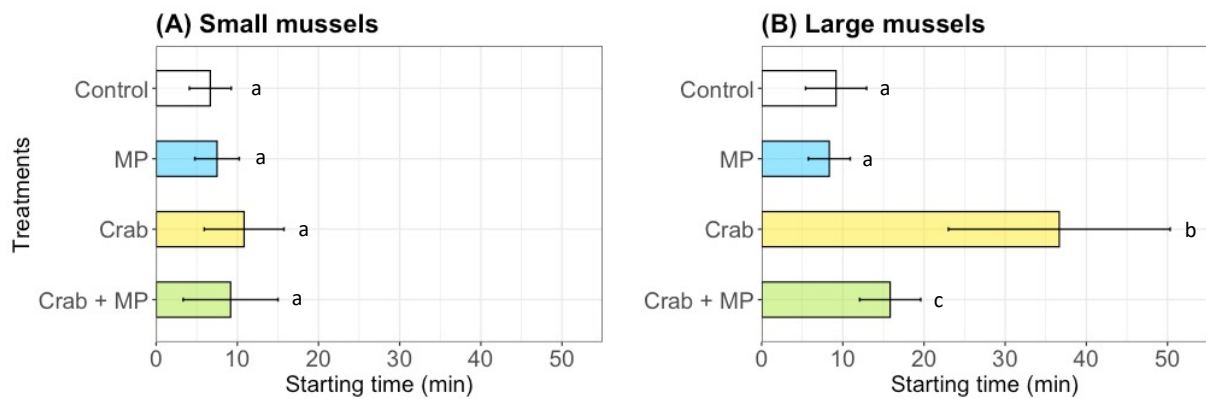 (A) Small mussels
Treatments
Control a
MP a
Crab a
Crab + MP a
0 10 20 30 40 50
Starting time (min)
(B) Large mussels
Control a
MP a
Crab b
Crab + MP c
0 10 20 30 40 50
Starting time (min)